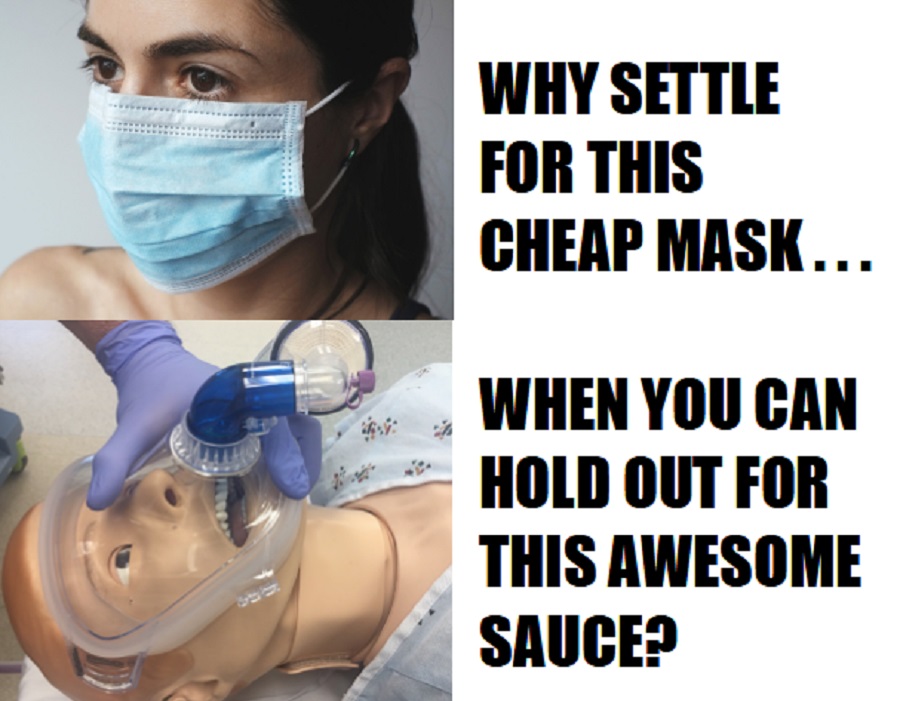 WHY SETTLE
FOR THIS
CHEAP MASK...
WHEN YOU CAN
HOLD OUT FOR
THIS AWESOME
SAUCE?